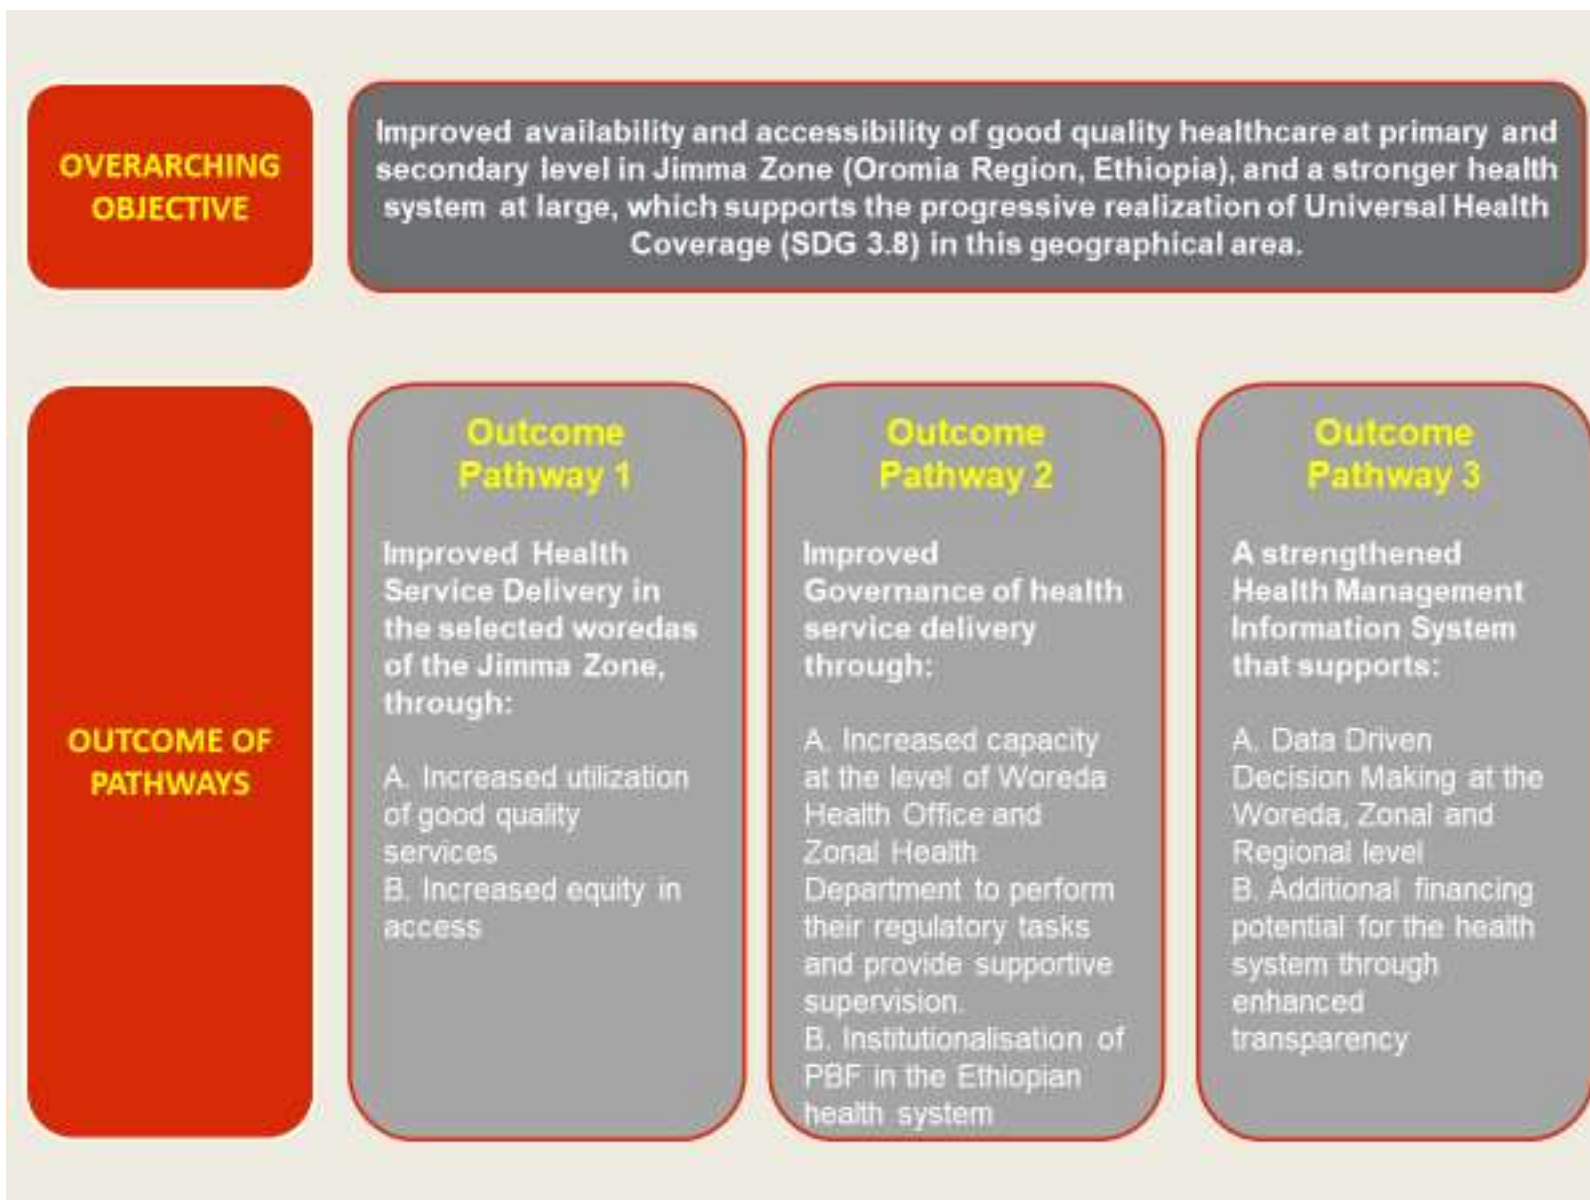 OVERARCHING
OBJECTIVE
Improved availability and accessibility of good quality healthcare at primary and
secondary level in Jimma Zone (Oromia Region, Ethiopia), and a stronger health
system at large, which supports the progressive realization of Universal Health
Coverage (SDG 3.8) in this geographical area.
OUTCOME OF
PATHWAYS
Outcome
Pathway 1
Improved Health
Service Delivery in
the selected woredas
of the Jimma Zone,
through:
A. Increased utilization
of good quality
services
B. Increased equity in
access
Outcome
Pathway 2
Improved
Governance of health
service delivery
through:
A. Increased capacity
at the level of Woreda
Health Office and
Zonal Health
Department to perform
their regulatory tasks
and provide supportive
supervision.
B. Institutionalisation of
PBF in the Ethiopian
health system
Outcome
Pathway 3
A strengthened
Health Management
Information System
that supports:
A. Data Driven
Decision Making at the
Woreda, Zonal and
Regional level
B. Additional financing
potential for the health
system through
enhanced
transparency